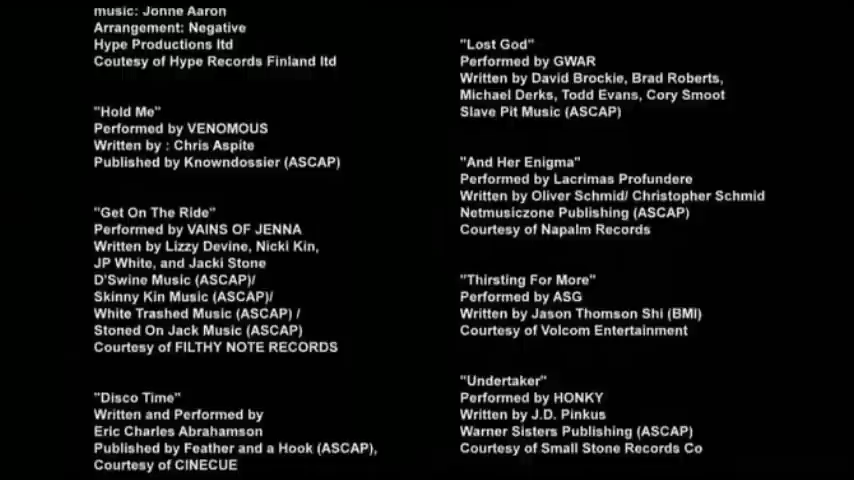 music: Jonne Aaron
Arrangement: Negative
Hype Productions ltd
Coutesy of Hype Records Finland ltd
"Hold Me"
Performed by VENOMOUS
Written by : Chris Aspite
Published by Knowndossier (ASCAP)
"Get On The Ride"
Performed by VAINS OF JENNA
Written by Lizzy Devine, Nicki Kin,
JP White, and Jacki Stone
D'Swine Music (ASCAP)/
Skinny Kin Music (ASCAP)/
White Trashed Music (ASCAP) /
Stoned On Jack Music (ASCAP)
Courtesy of FILTHY NOTE RECORDS
"Disco Time"
Written and Performed by
Eric Charles Abrahamson
Published by Feather and a Hook (ASCAP),
Courtesy of CINECUE
"Lost God"
Performed by GWAR
Written by David Brockie, Brad Roberts,
Michael Derks, Todd Evans, Cory Smoot
Slave Pit Music (ASCAP)
"And Her Enigma"
Performed by Lacrimas Profundere
Written by Oliver Schmid/ Christopher Schmid
Netmusiczone Publishing (ASCAP)
Courtesy of Napalm Records
"Thirsting For More"
Performed by ASG
Written by Jason Thomson Shi (BMI)
Courtesy of Volcom Entertainment
"Undertaker"
Performed by HONKY
Written by J.D. Pinkus
Warner Sisters Publishing (ASCAP)
Courtesy of Small Stone Records Co